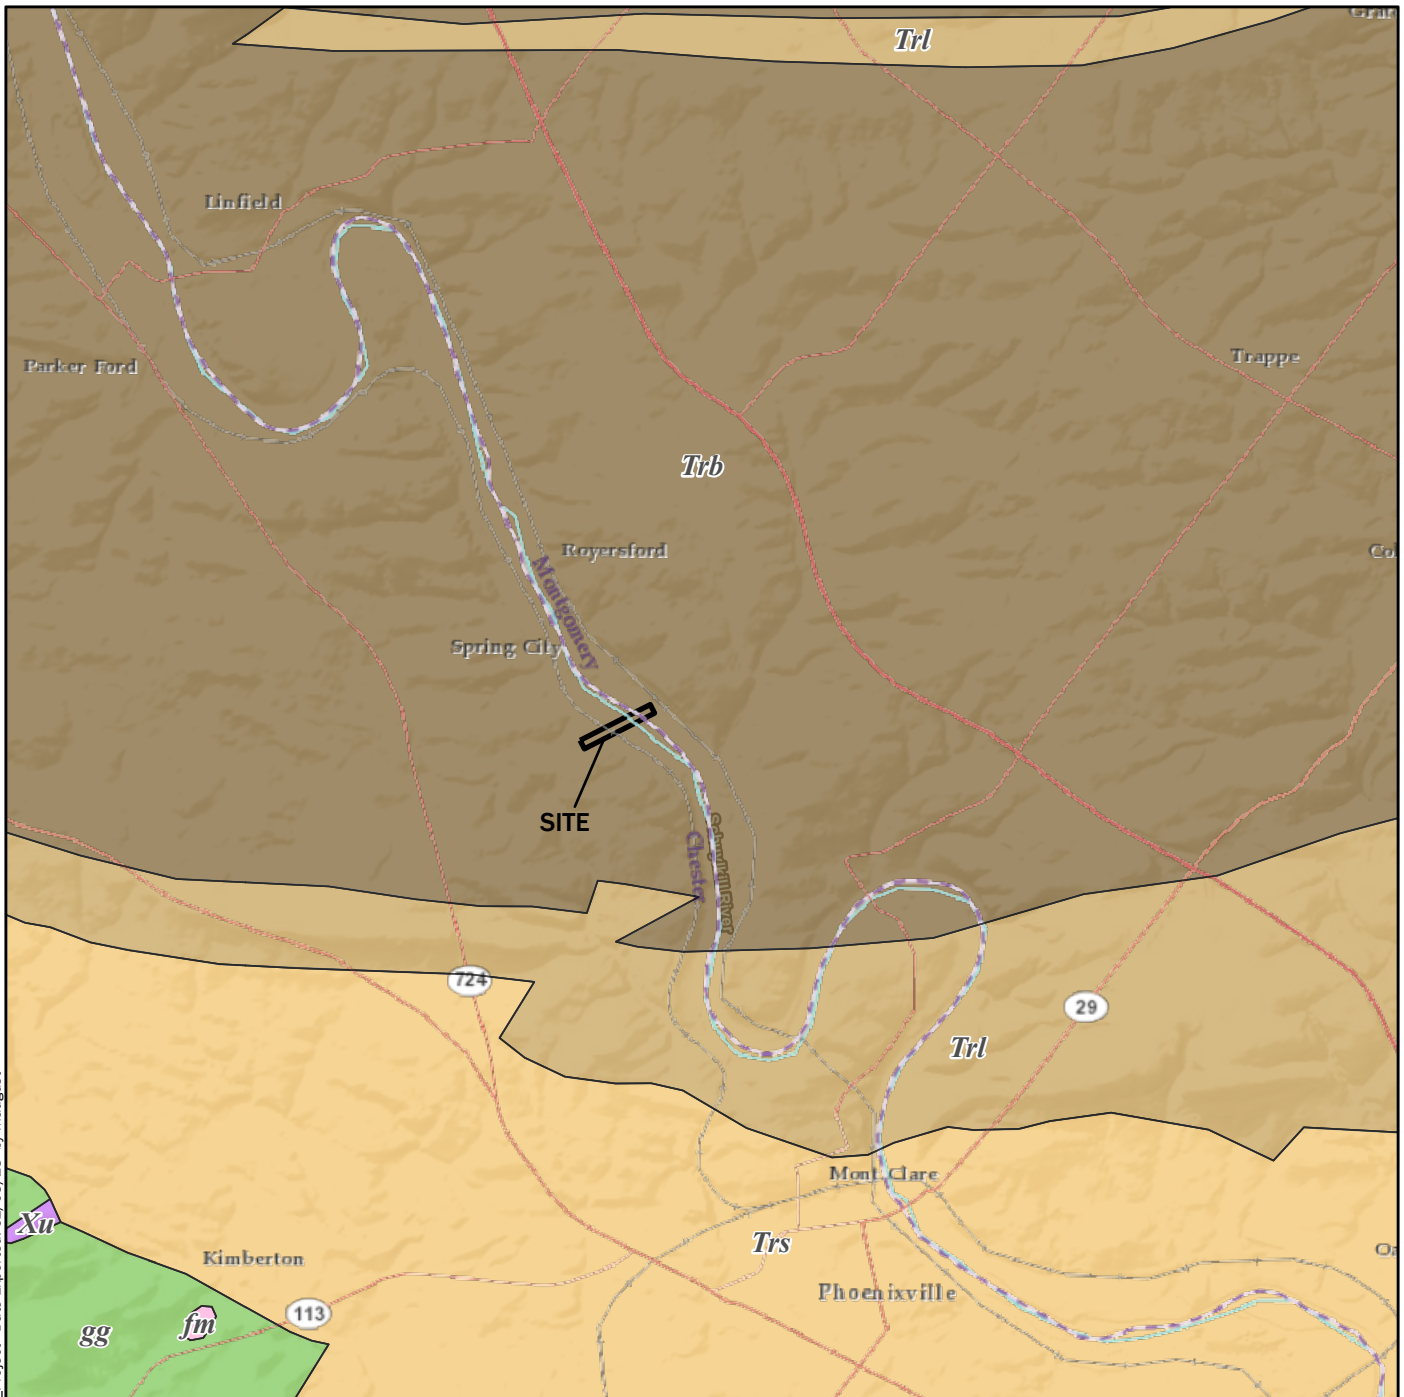 Trl
Linfield
Parker Ford
Trappe
Trb
Royersford
Montgomery
Spring City
SITE
Chester
Schuylkill River
724
29
Trl
Mont Clare
Xu
Kimberton
Trs
Phoenixville
113
fm
gg